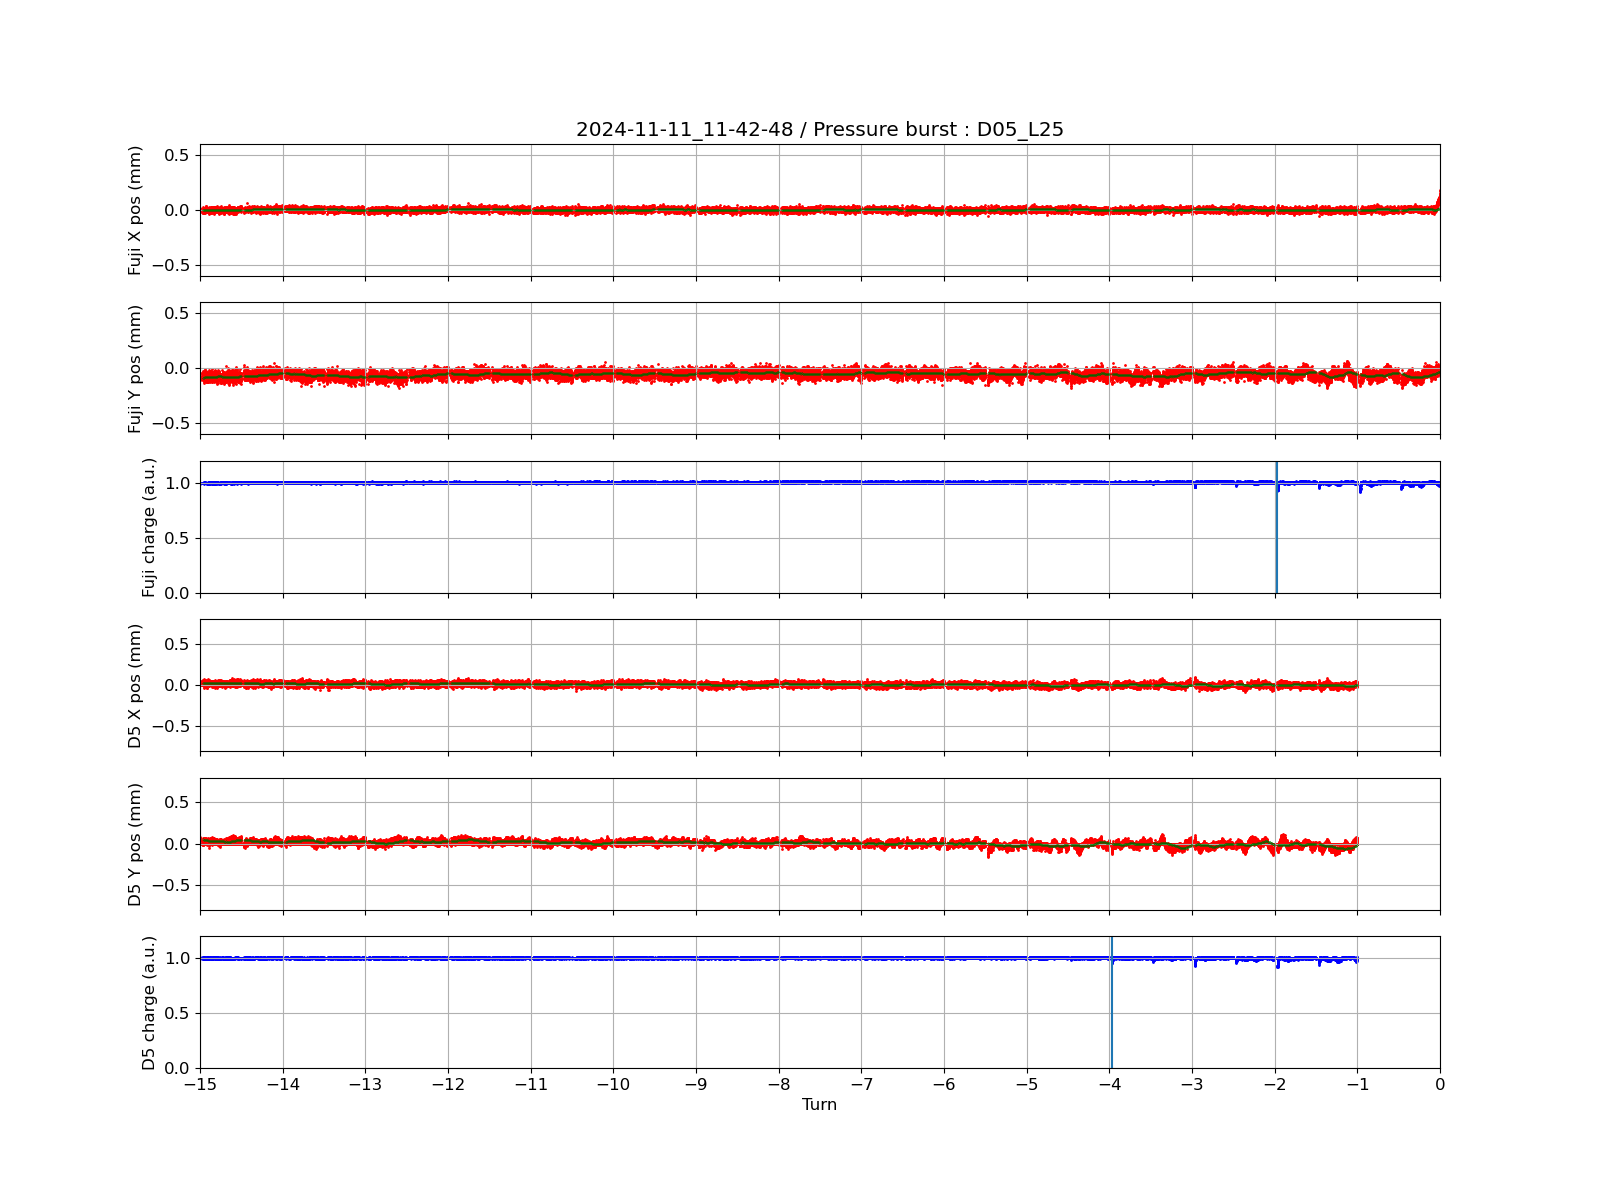 2024-11-11_11-42-48 / Pressure burst : D05_L25
Fuji X pos (mm)
0.5
0.0
−0.5
Fuji Y pos (mm)
0.5
0.0
−0.5
Fuji charge (a.u.)
1.0
0.5
0.0
D5 X pos (mm)
0.5
0.0
−0.5
D5 Y pos (mm)
0.5
0.0
−0.5
D5 charge (a.u.)
1.0
0.5
0.0
−15 −14 −13 −12 −11 −10 −9 −8 −7 −6 −5 −4 −3 −2 −1 0
Turn